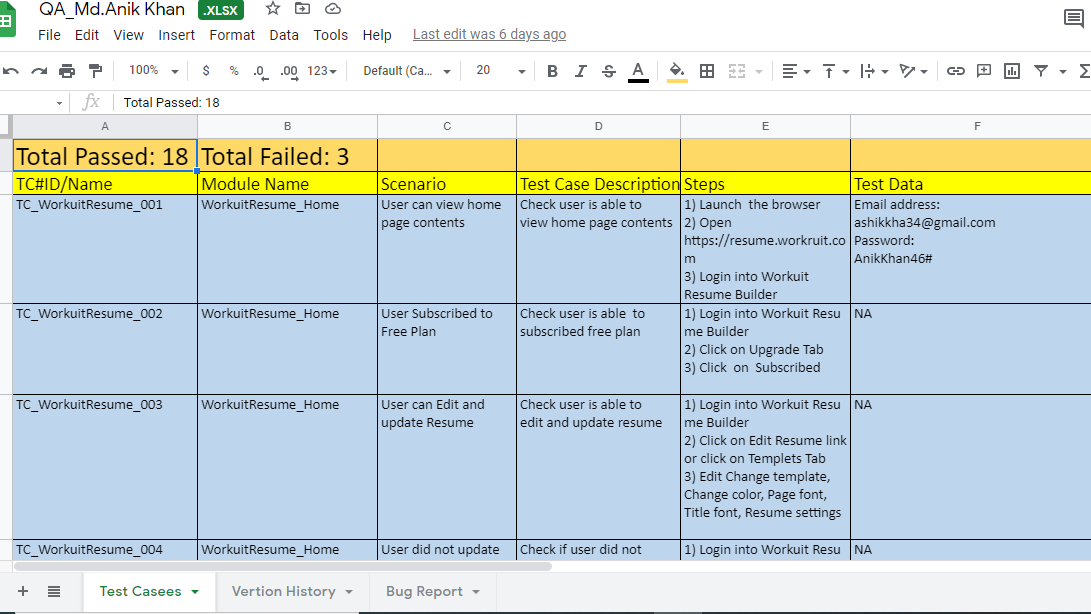 QA_Md.Anik Khan .XLSX
File Edit View Insert Format Data Tools Help Last edit was 6 days ago
100% $ % .0 .00 123 Default (Ca... 20 B I S A
fx Total Passed: 18
A B C D E F
Total Passed: 18 Total Failed: 3
TC#ID/Name Module Name Scenario Test Case Description Steps Test Data
TC_WorkuitResume_001 WorkuitResume_Home User can view home Check user is able to 1) Launch the browser Email address:
page contents view home page contents 2) Open ashikkha34@gmail.com
https://resume.workruit.co Password:
m AnikKhan46#
3) Login into Workuit
Resume Builder
TC_WorkuitResume_002 WorkuitResume_Home User Subscribed to Check user is able to 1) Login into Workuit Resu NA
Free Plan subscribed free plan me Builder
2) Click on Upgrade Tab
3) Click on Subscribed
TC_WorkuitResume_003 WorkuitResume_Home User can Edit and Check user is able to 1) Login into Workuit Resu NA
update Resume edit and update resume me Builder
2) Click on Edit Resume link
or click on Templets Tab
3) Edit Change template,
Change color, Page font,
Title font, Resume settings
TC_WorkuitResume_004 WorkuitResume_Home User did not update Check if user did not 1) Login into Workuit Resu NA
Test Casees Vertion History Bug Report